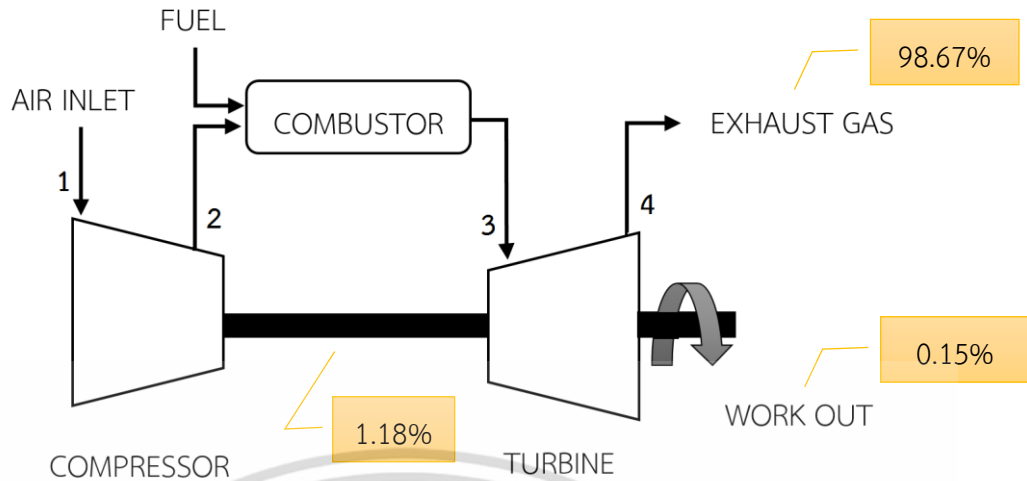 FUEL
98.67%
AIR INLET
COMBUSTOR
EXHAUST GAS
1
2
3
4
0.15%
WORK OUT
1.18%
COMPRESSOR
TURBINE